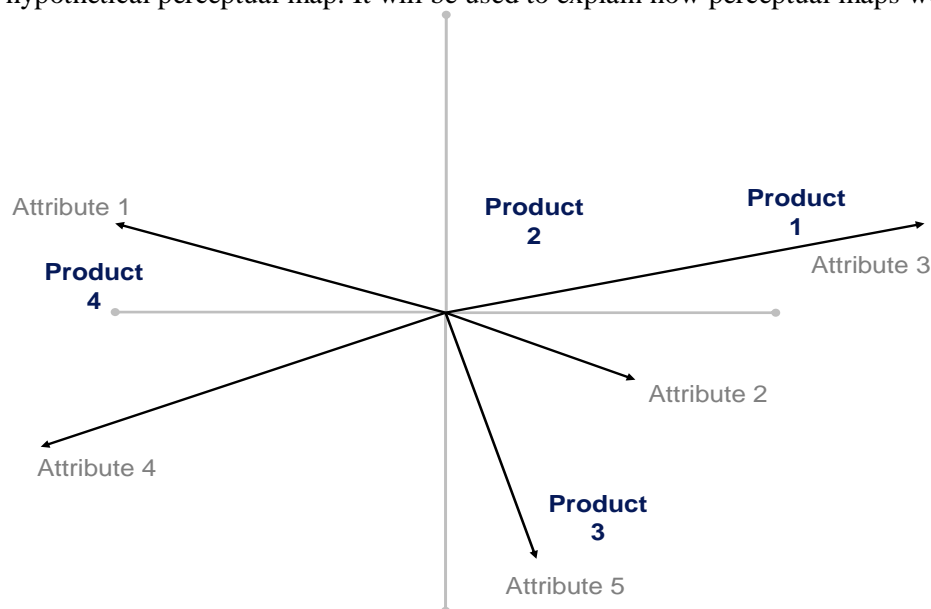 hypothetical perceptual map. It will be used to explain how perceptual maps
Attribute 1
Product
2
Product
1
Attribute 3
Product
4
Attribute 2
Attribute 4
Product
3
Attribute 5